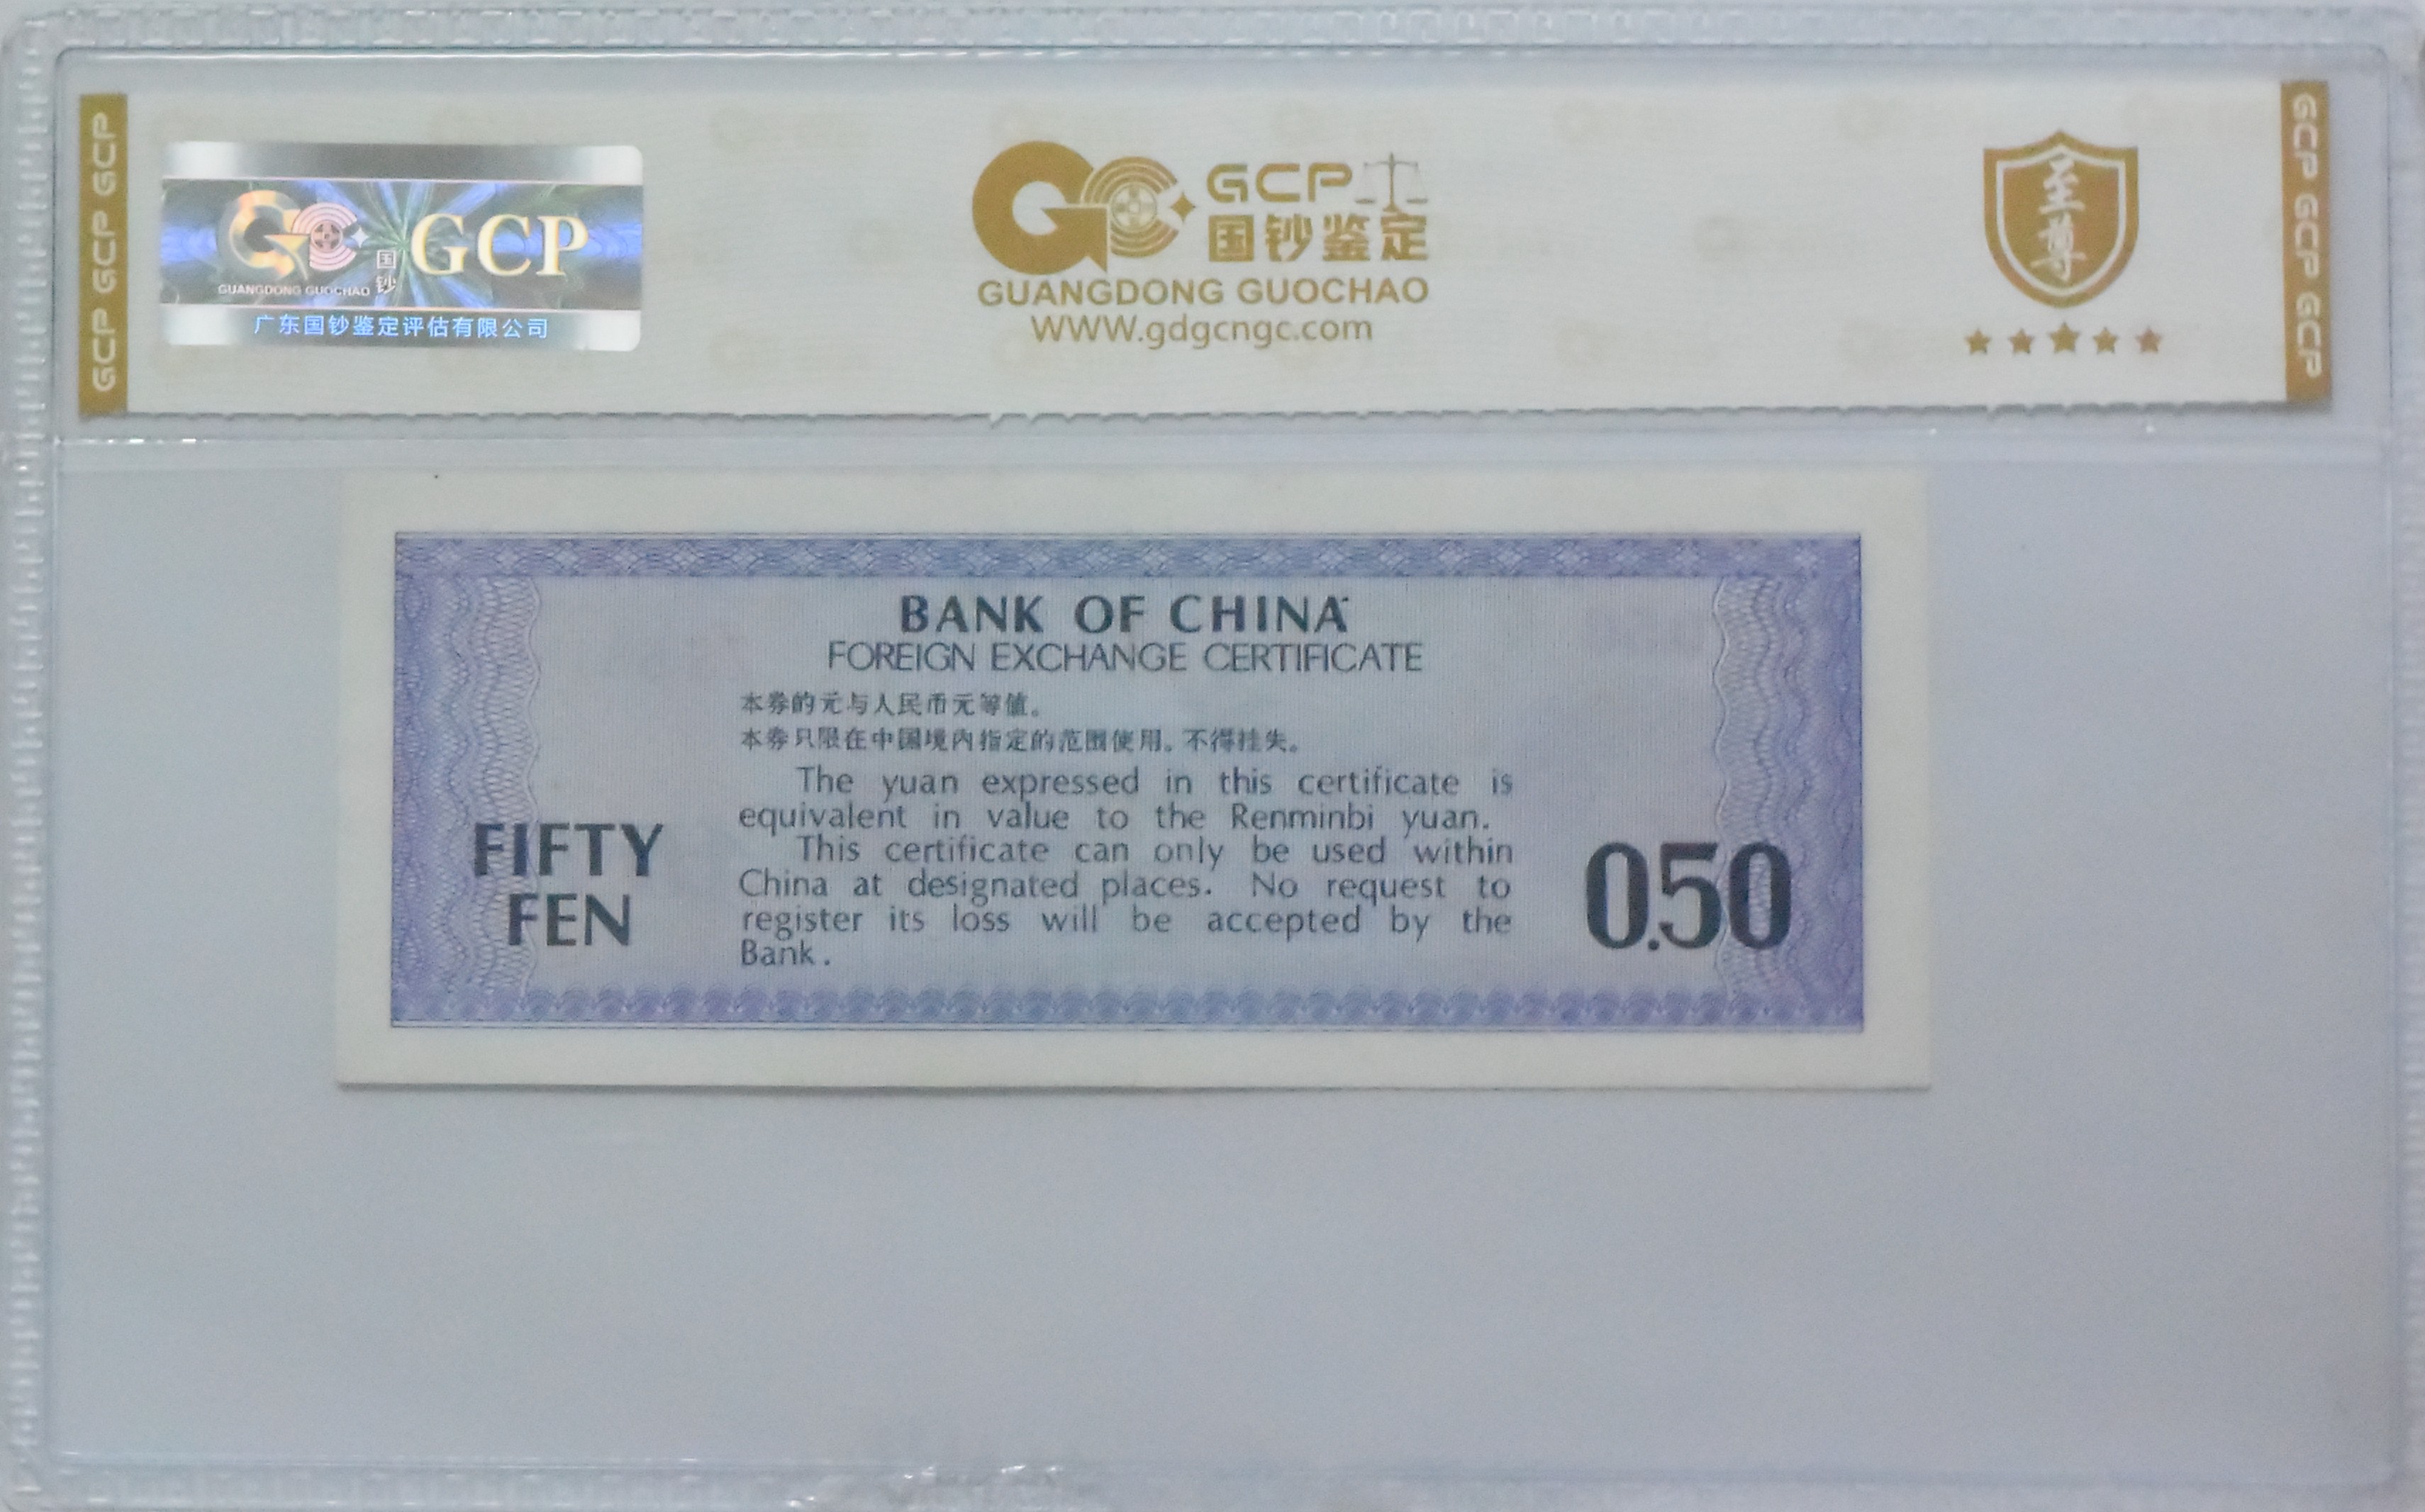 GCP GCP GCP
GC GCP
国钞
GUANGDONG GUOCHAO
广东国钞鉴定评估有限公司
GCP
国钞鉴定
GUANGDONG GUOCHAO
WWW.gdgcngc.com
至尊
GCP GCP GCP
BANK OF CHINA
FOREIGN EXCHANGE CERTIFICATE
本券的元与人民币元等值。
本券只限在中国境内指定的范围使用。不得挂失。
The yuan expressed in this certificate is
equivalent in value to the Renminbi yuan.
This certificate can only be used within
China at designated places. No request to
register its loss will be accepted by the
Bank.
FIFTY
FEN
0.50